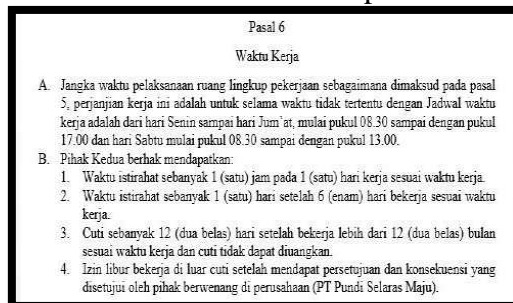 Pasal 6
Waktu Kerja
A. Jangka waktu pelaksanaan ruang lingkup pekerjaan sebagaimana dimaksud pada pasal
5, perjanjian kerja ini adalah untuk selama waktu tidak tertentu dengan Jadwal waktu
kerja adalah dari hari Senin sampai hari Jum`at, mulai pukul 08.30 sampai dengan pukul
17.00 dan hari Sabtu mulai pukul 08.30 sampai dengan pukul 13.00.
B. Pihak Kedua berhak mendapatkan:
1. Waktu istirahat sebanyak 1 (satu) jam pada 1 (satu) hari kerja sesuai waktu kerja.
2. Waktu istirahat sebanyak 1 (satu) hari setelah 6 (enam) hari bekerja sesuai waktu
kerja.
3. Cuti sebanyak 12 (dua belas) hari setelah bekerja lebih dari 12 (dua belas) bulan
sesuai waktu kerja dan cuti tidak dapat diuangkan.
4. Izin libur bekerja di luar cuti setelah mendapat persetujuan dan konsekuensi yang
disetujui oleh pihak berwenang di perusahaan (PT Pundi Selaras Maju).